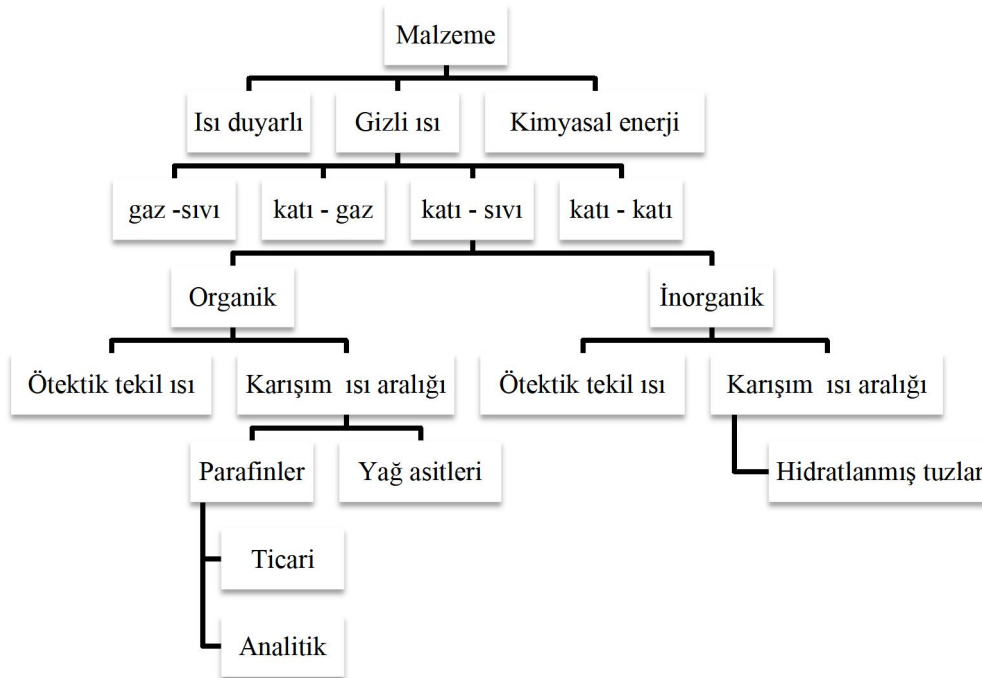 Malzeme
Isı duyarlı
Gizli ısı
Kimyasal enerji
gaz -sıvı
katı - gaz
katı - sıvı
katı - katı
Organik
İnorganik
Ötektik tekil ısı
Karışım ısı aralığı
Ötektik tekil ısı
Karışım ısı aralığı
Parafinler
Yağ asitleri
Hidratlanmış tuzlar
Ticari
Analitik